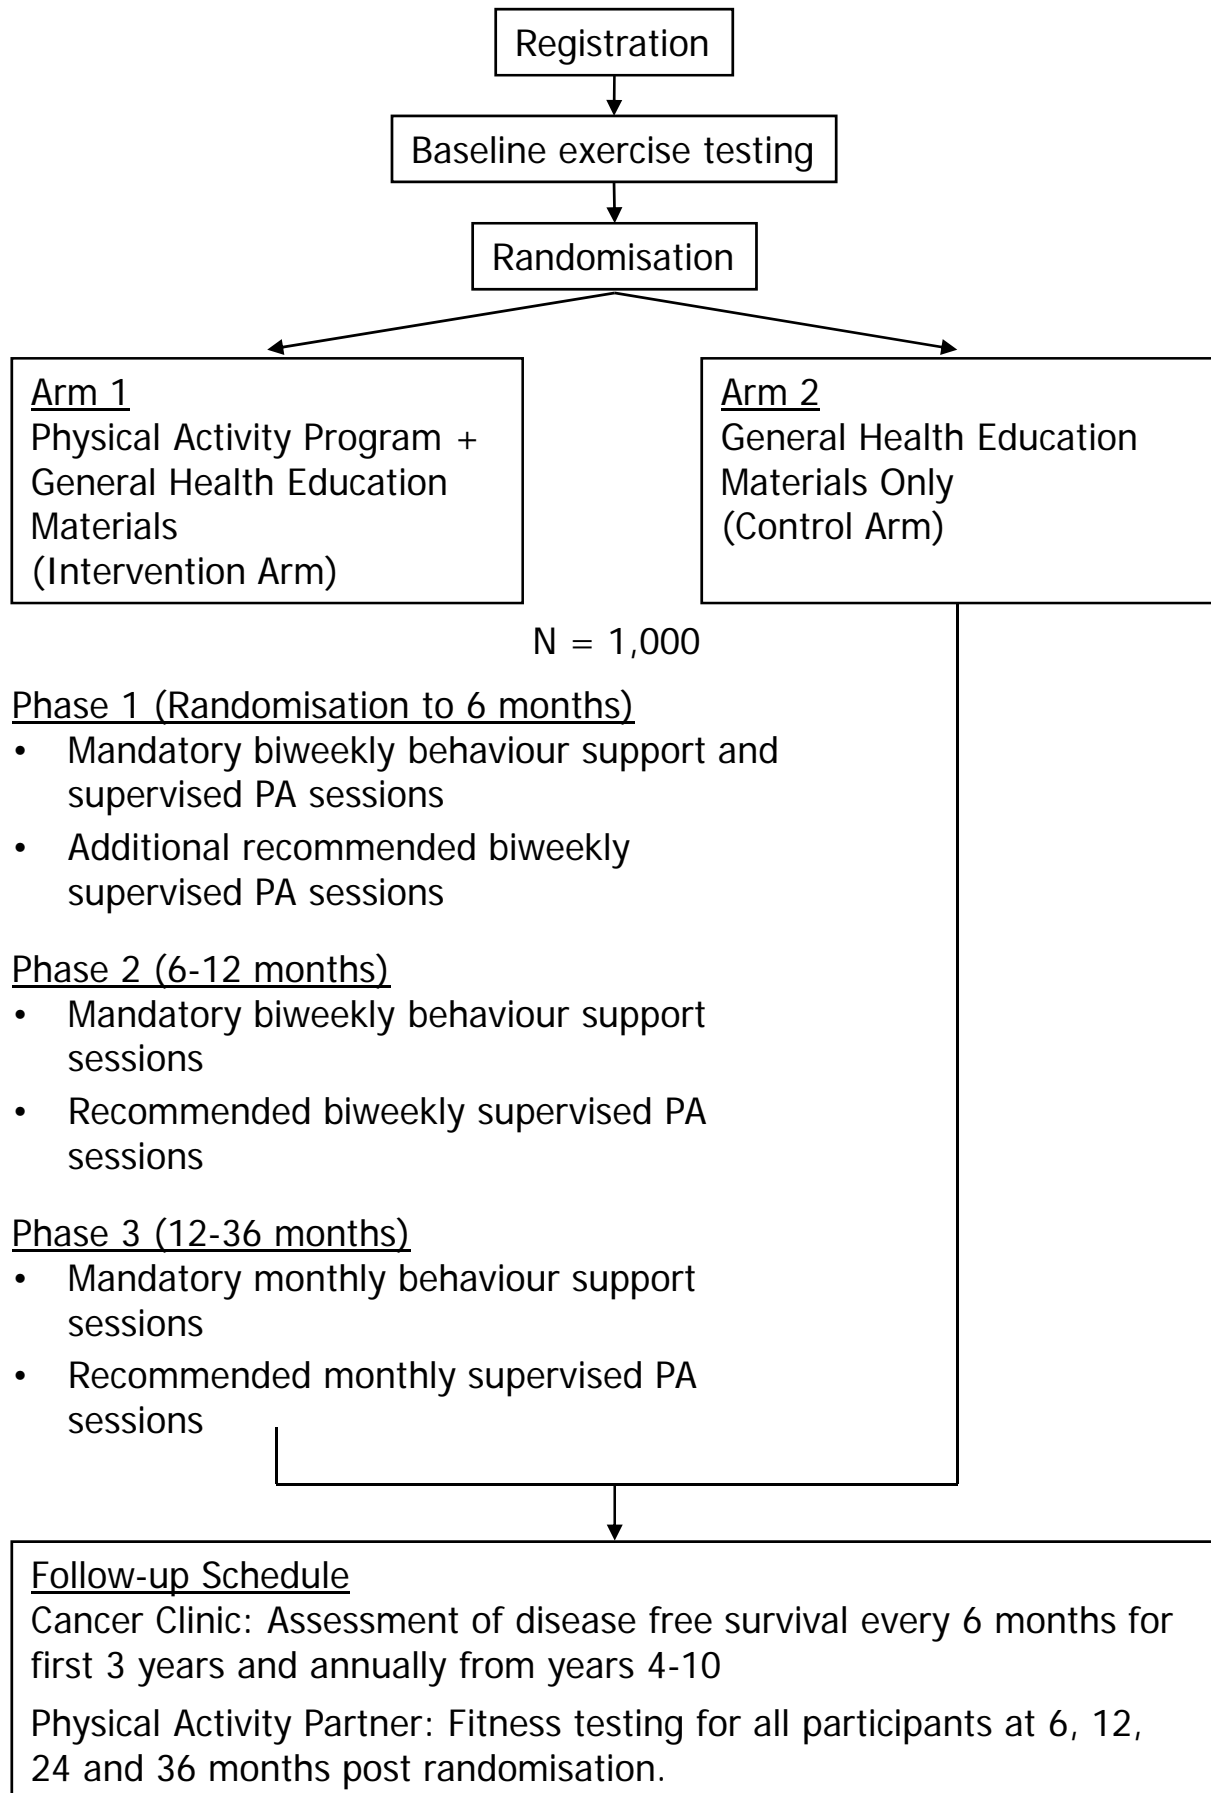 Registration
Baseline exercise testing
Randomisation
Arm 1
Physical Activity Program +
General Health Education
Materials
(Intervention Arm)
Arm 2
General Health Education
Materials Only
(Control Arm)
N = 1,000
Phase 1 (Randomisation to 6 months)
• Mandatory biweekly behaviour support and
supervised PA sessions
• Additional recommended biweekly
supervised PA sessions
Phase 2 (6-12 months)
• Mandatory biweekly behaviour support
sessions
• Recommended biweekly supervised PA
sessions
Phase 3 (12-36 months)
• Mandatory monthly behaviour support
sessions
• Recommended monthly supervised PA
sessions
Follow-up Schedule
Cancer Clinic: Assessment of disease free survival every 6 months for
first 3 years and annually from years 4-10
Physical Activity Partner: Fitness testing for all participants at 6, 12,
24 and 36 months post randomisation.